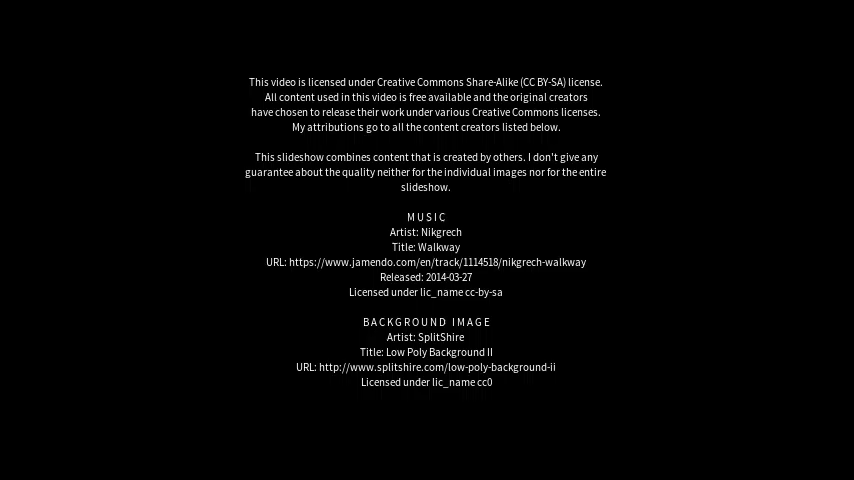 This video is licensed under Creative Commons Share-Alike (CC BY-SA) license.
All content used in this video is free available and the original creators
have chosen to release their work under various Creative Commons licenses.
My attributions go to all the content creators listed below.
This slideshow combines content that is created by others. I don't give any
guarantee about the quality neither for the individual images nor for the entire
slideshow.
MUSIC
Artist: Nikgrech
Title: Walkway
URL: https://www.jamendo.com/en/track/1114518/nikgrech-walkway
Released: 2014-03-27
Licensed under lic_name cc-by-sa
BACKGROUND IMAGE
Artist: SplitShire
Title: Low Poly Background II
URL: http://www.splitshire.com/low-poly-background-ii
Licensed under lic_name cc0